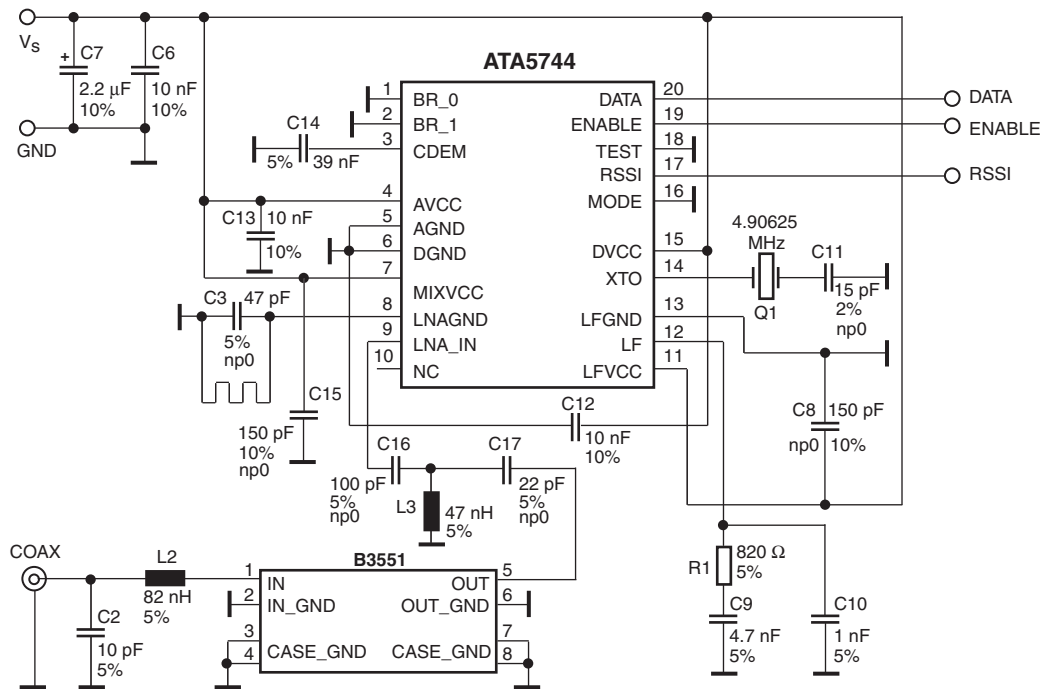 V_S
C7
+
2.2 µF
10%
C6
10 nF
10%
GND
ATA5744
1
BR_0
2
BR_1
3
CDEM
4
AVCC
5
AGND
6
DGND
7
MIXVCC
8
LNAGND
9
LNA_IN
10
NC
20
DATA
19
ENABLE
18
TEST
17
RSSI
16
MODE
15
DVCC
14
XTO
13
LFGND
12
LF
11
LFVCC
DATA
ENABLE
RSSI
C14
5%
39 nF
C13
10 nF
10%
C3
47 pF
5%
np0
C15
150 pF
10%
np0
4.90625
MHz
Q1
C11
15 pF
2%
np0
C8
150 pF
np0
10%
C12
10 nF
10%
C16
100 pF
5%
np0
L3
47 nH
5%
C17
22 pF
5%
np0
COAX
C2
10 pF
5%
L2
82 nH
5%
B3551
1
IN
2
IN_GND
3
4
CASE_GND
5
OUT
6
OUT_GND
7
8
CASE_GND
R1
820 Ω
5%
C9
4.7 nF
5%
C10
1 nF
5%